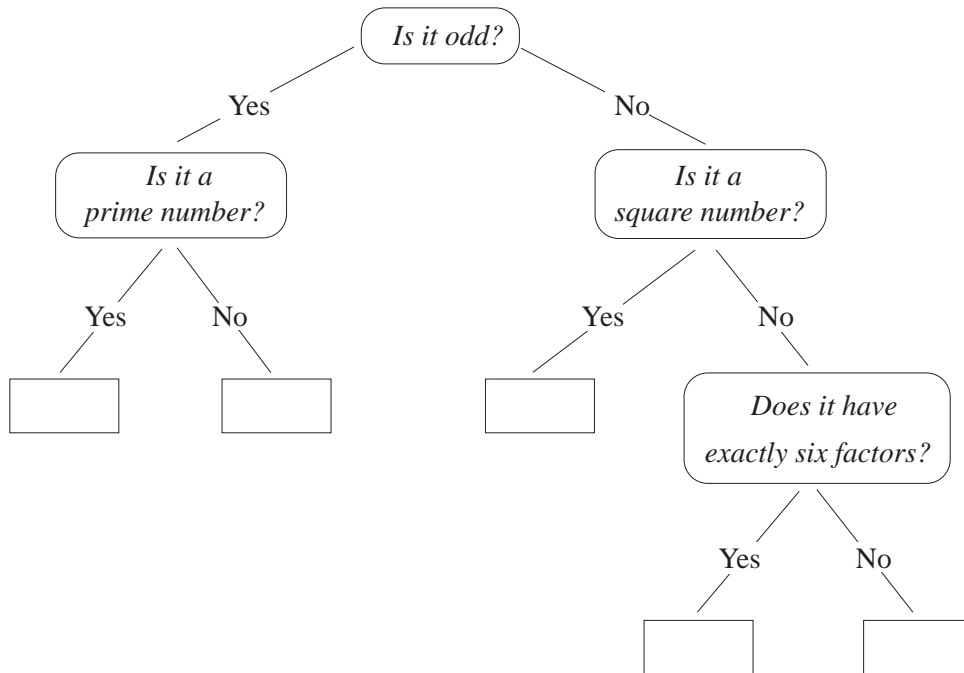 Is it odd?
Yes
No
Is it a
prime number?
Is it a
square number?
Yes
No
Yes
No
Does it have
exactly six factors?
Yes
No